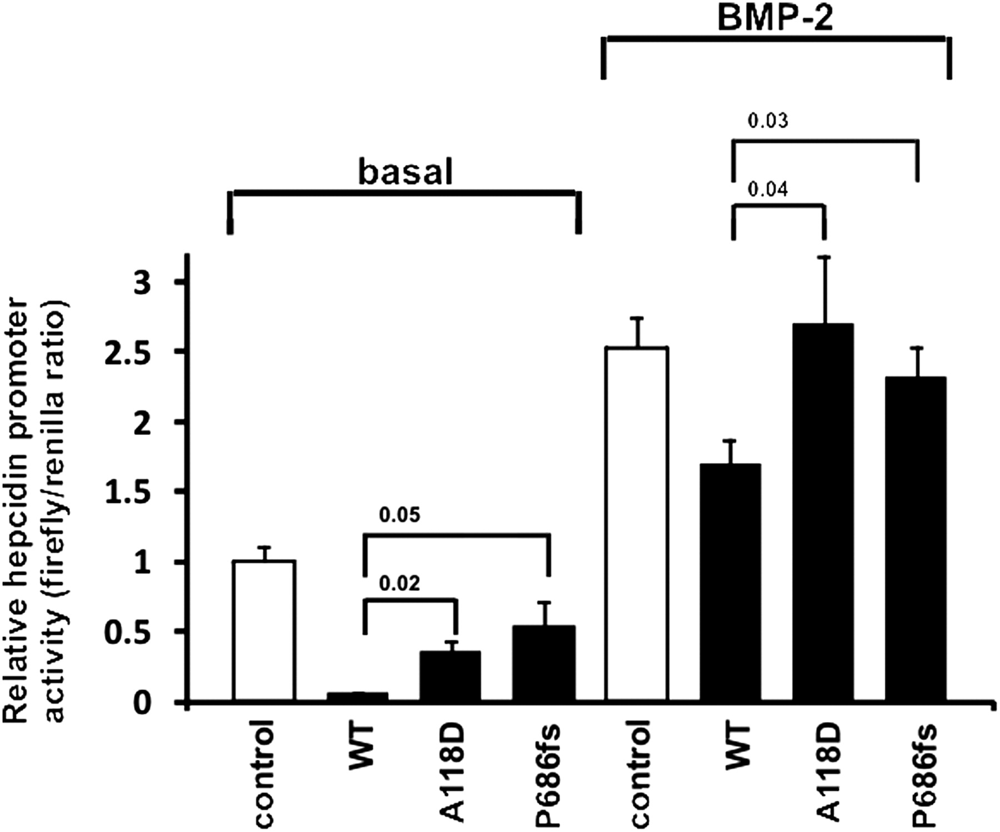 BMP-2
0.03
basal
0.04
3
2.5
2
1.5
0.05
1
0.02
0.5
0
Relative hepcidin promoter
activity (firefly/renilla ratio)
control
WT
A118D
P686fs
control
WT
A118D
P686fs